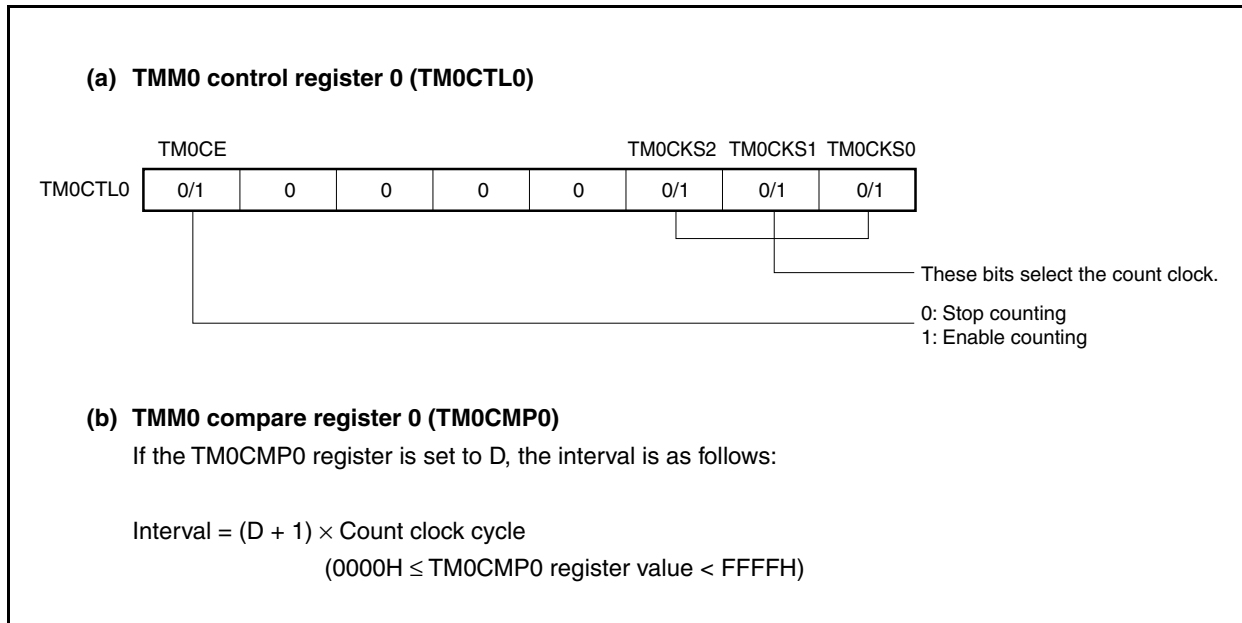 (a) TMM0 control register 0 (TM0CTL0)
TM0CE TM0CKS2 TM0CKS1 TM0CKS0
TM0CTL0 0/1 0 0 0 0 0/1 0/1 0/1
These bits select the count clock.
0: Stop counting
1: Enable counting
(b) TMM0 compare register 0 (TM0CMP0)
If the TM0CMP0 register is set to D, the interval is as follows:
Interval = (D + 1) × Count clock cycle
(0000H ≤ TM0CMP0 register value < FFFFH)